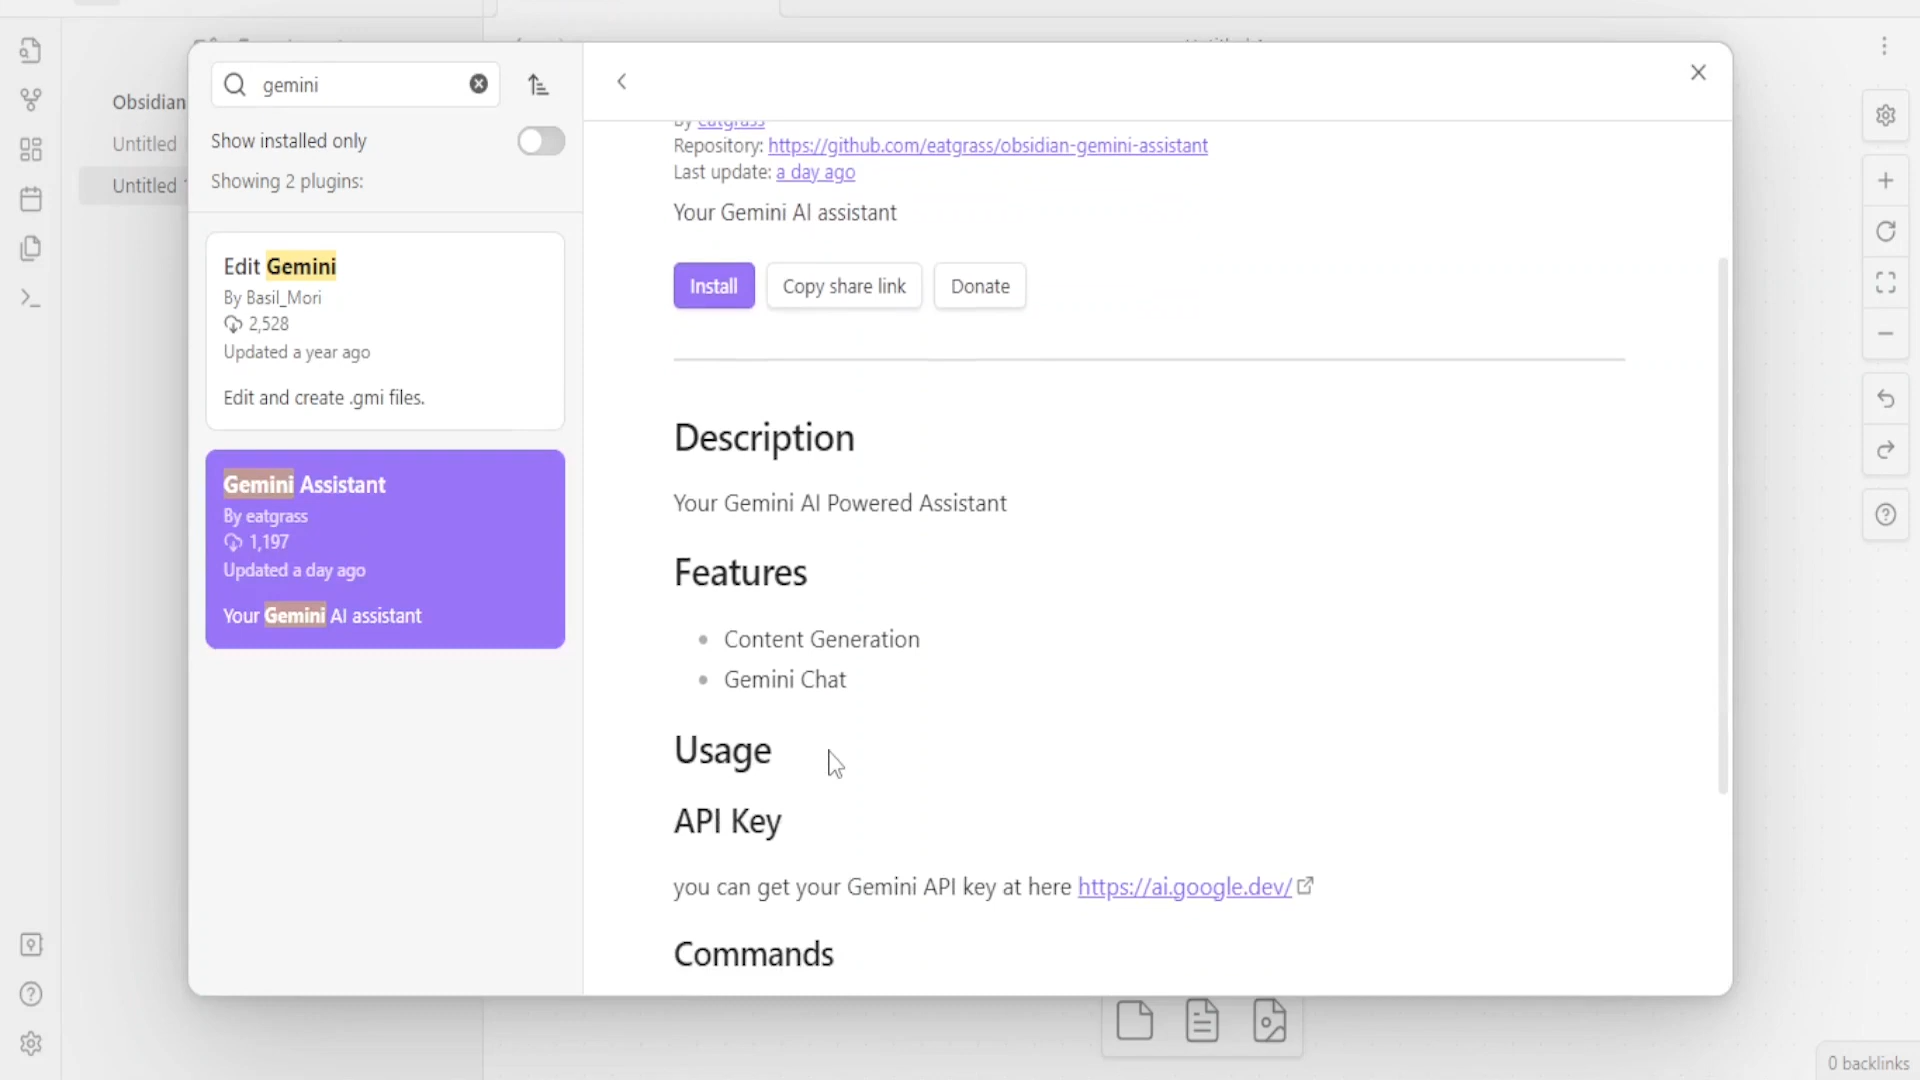 gemini
Show installed only
Showing 2 plugins:
Obsidian
Untitled
Untitled
Edit Gemini
By Basil_Mori
2,528
Updated a year ago
Edit and create .gmi files.
Gemini Assistant
By eatgrass
1,197
Updated a day ago
Your Gemini AI assistant
By eatgrass
Repository: https://github.com/eatgrass/obsidian-gemini-assistant
Last update: a day ago
Your Gemini AI assistant
Install
Copy share link
Donate
Description
Your Gemini AI Powered Assistant
Features
Content Generation
Gemini Chat
Usage
API Key
you can get your Gemini API key at here https://ai.google.dev/
Commands
0 backlinks